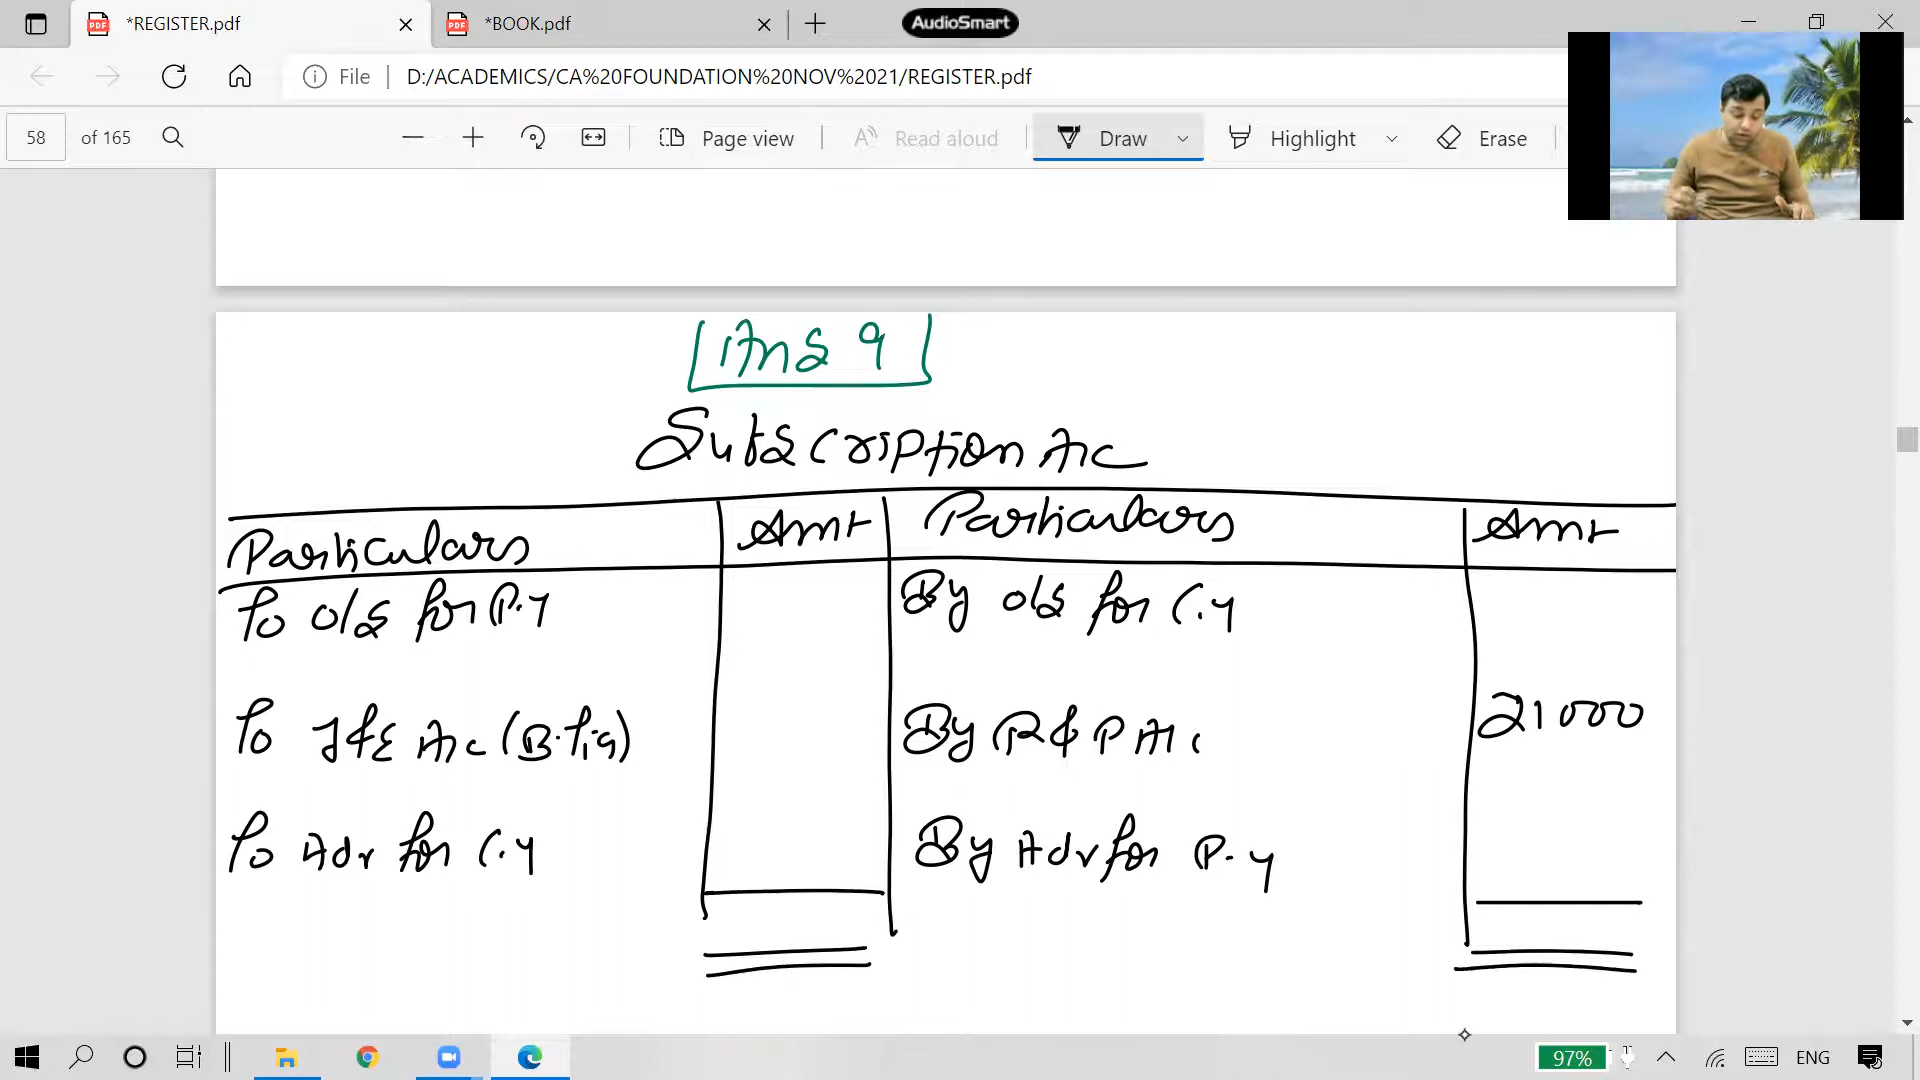 *REGISTER.pdf
*BOOK.pdf
AudioSmart
File
D:/ACADEMICS/CA%20FOUNDATION%20NOV%2021/REGISTER.pdf
58 of 165
Page view
Read aloud
Draw
Highlight
Erase
Ans 9
Subscription A/c
Particulars Amt Particulars Amt
To o/s for P.Y By o/s for C.Y
To I&E A/c (B.fig) By R&P A/c 21000
To Adv for C.Y By Adv for P.Y
97%
ENG